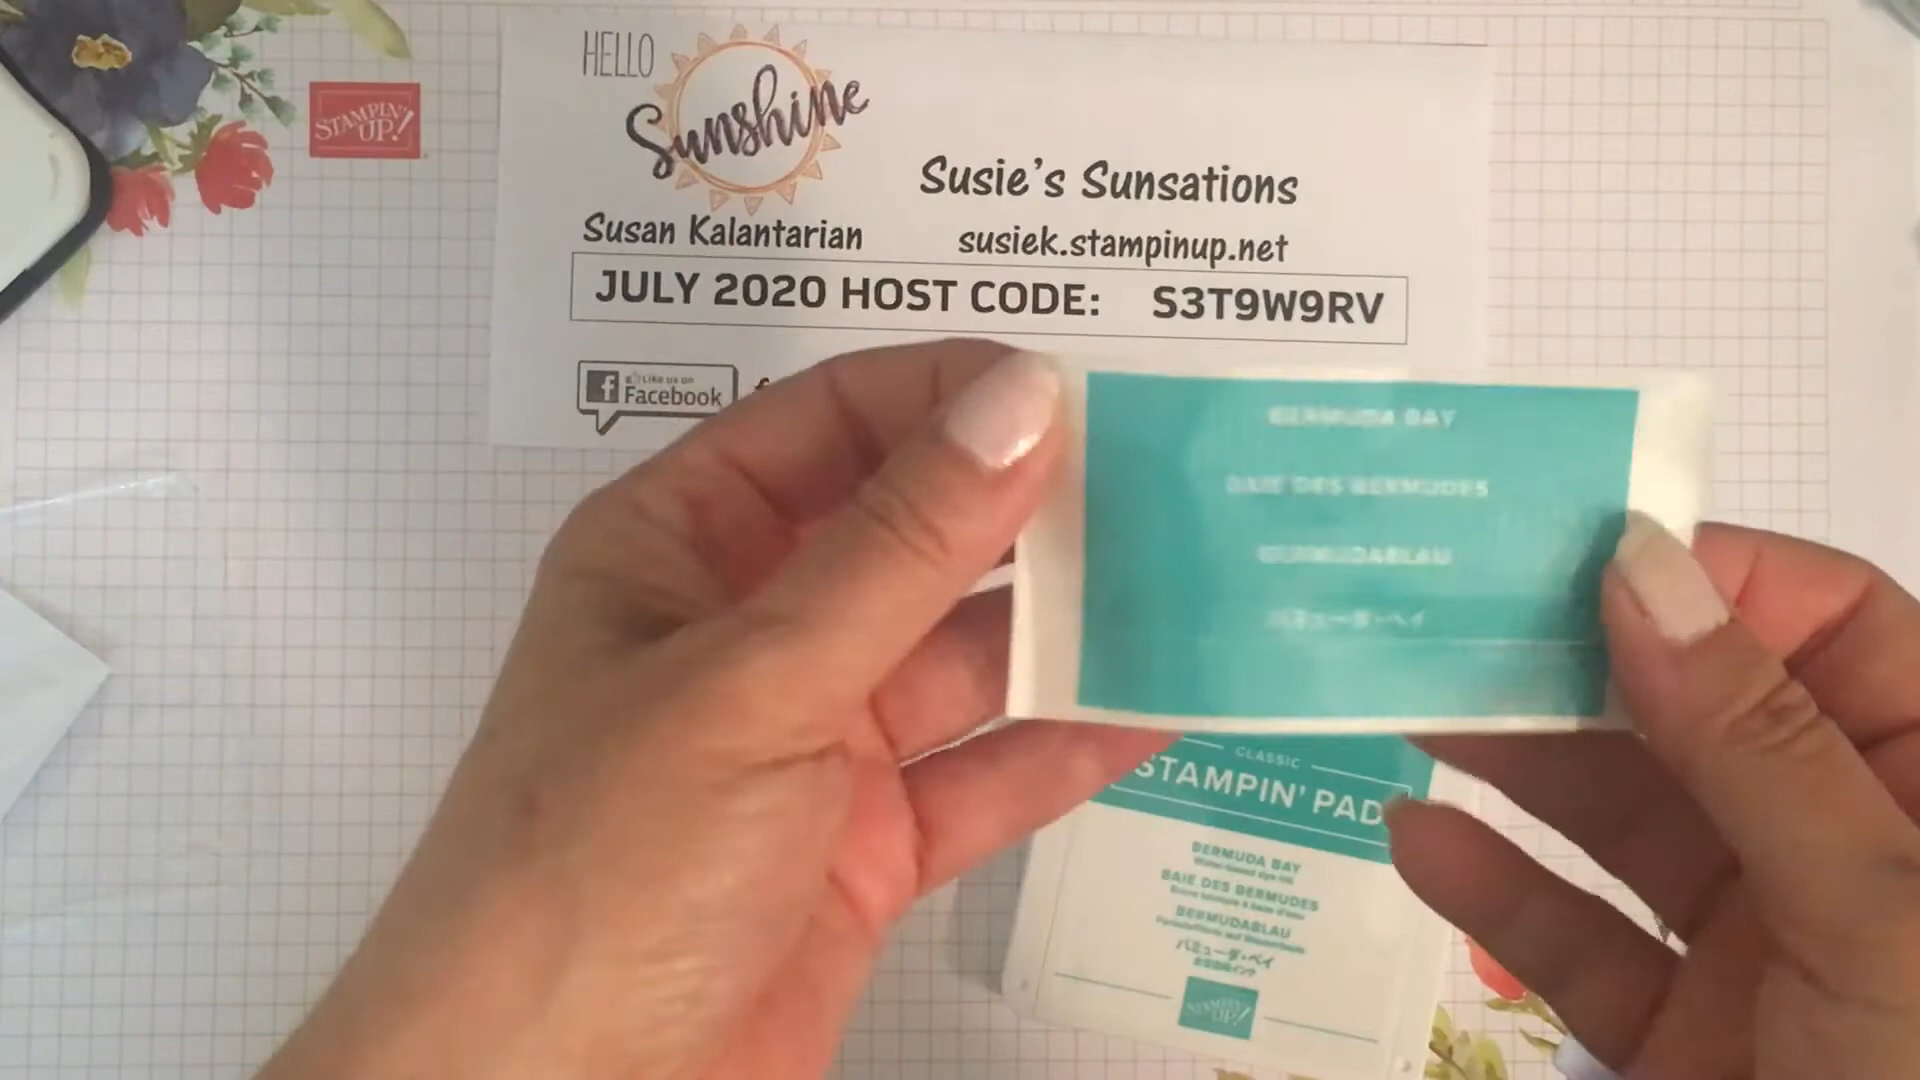 HELLO
Sunshine
STAMPIN' UP!
Susie's Sunsations
Susan Kalantarian
susiek.stampinup.net
JULY 2020 HOST CODE: S3T9W9RV
Like us on
Facebook
BERMUDA BAY
BAIE DES BERMUDES
BERMUDABLAU
バミューダ・ベイ
CLASSIC
STAMPIN' PAD
BERMUDA BAY
BAIE DES BERMUDES
BERMUDABLAU
バミューダ・ベイ
STAMPIN' UP!